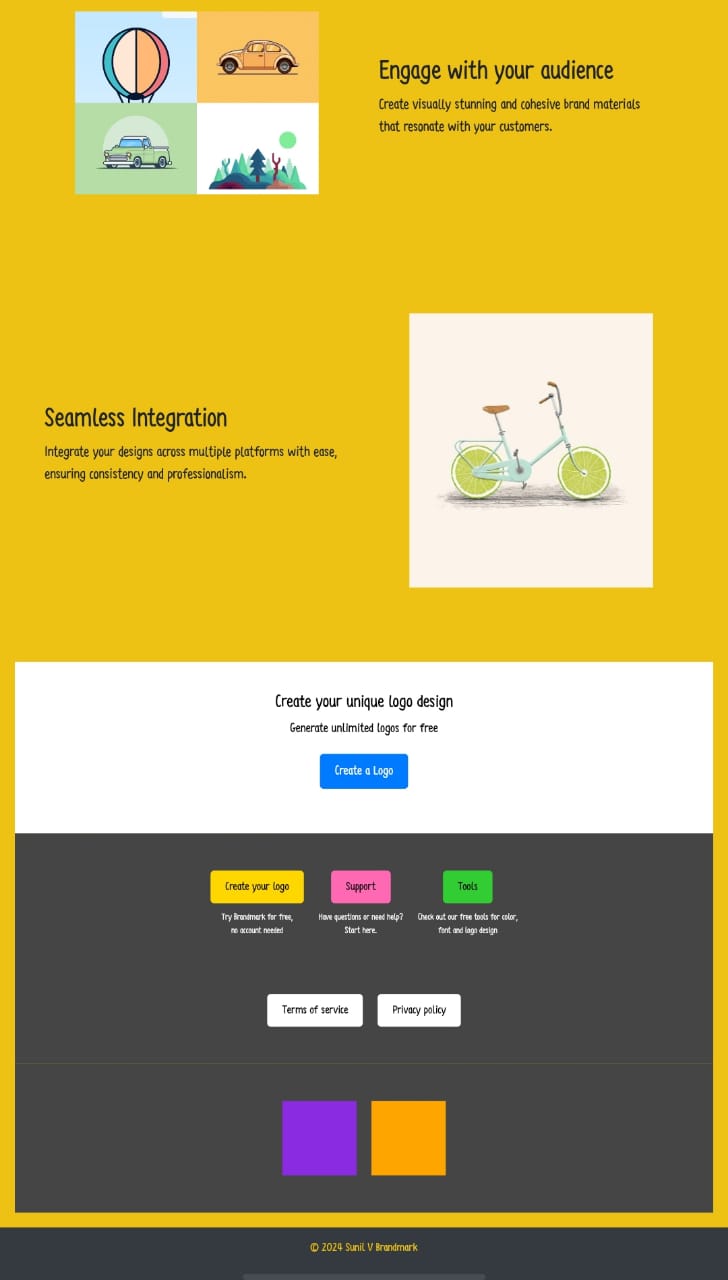 Engage with your audience
Create visually stunning and cohesive brand materials
that resonate with your customers.
Seamless Integration
Integrate your designs across multiple platforms with ease,
ensuring consistency and professionalism.
Create your unique logo design
Generate unlimited logos for free
Create a Logo
Create your logo
Try Brandmark for free,
no account needed
Support
Have questions or need help?
Start here.
Tools
Check out our free tools for color,
font and logo design
Terms of service
Privacy policy
© 2024 Sunil V Brandmark